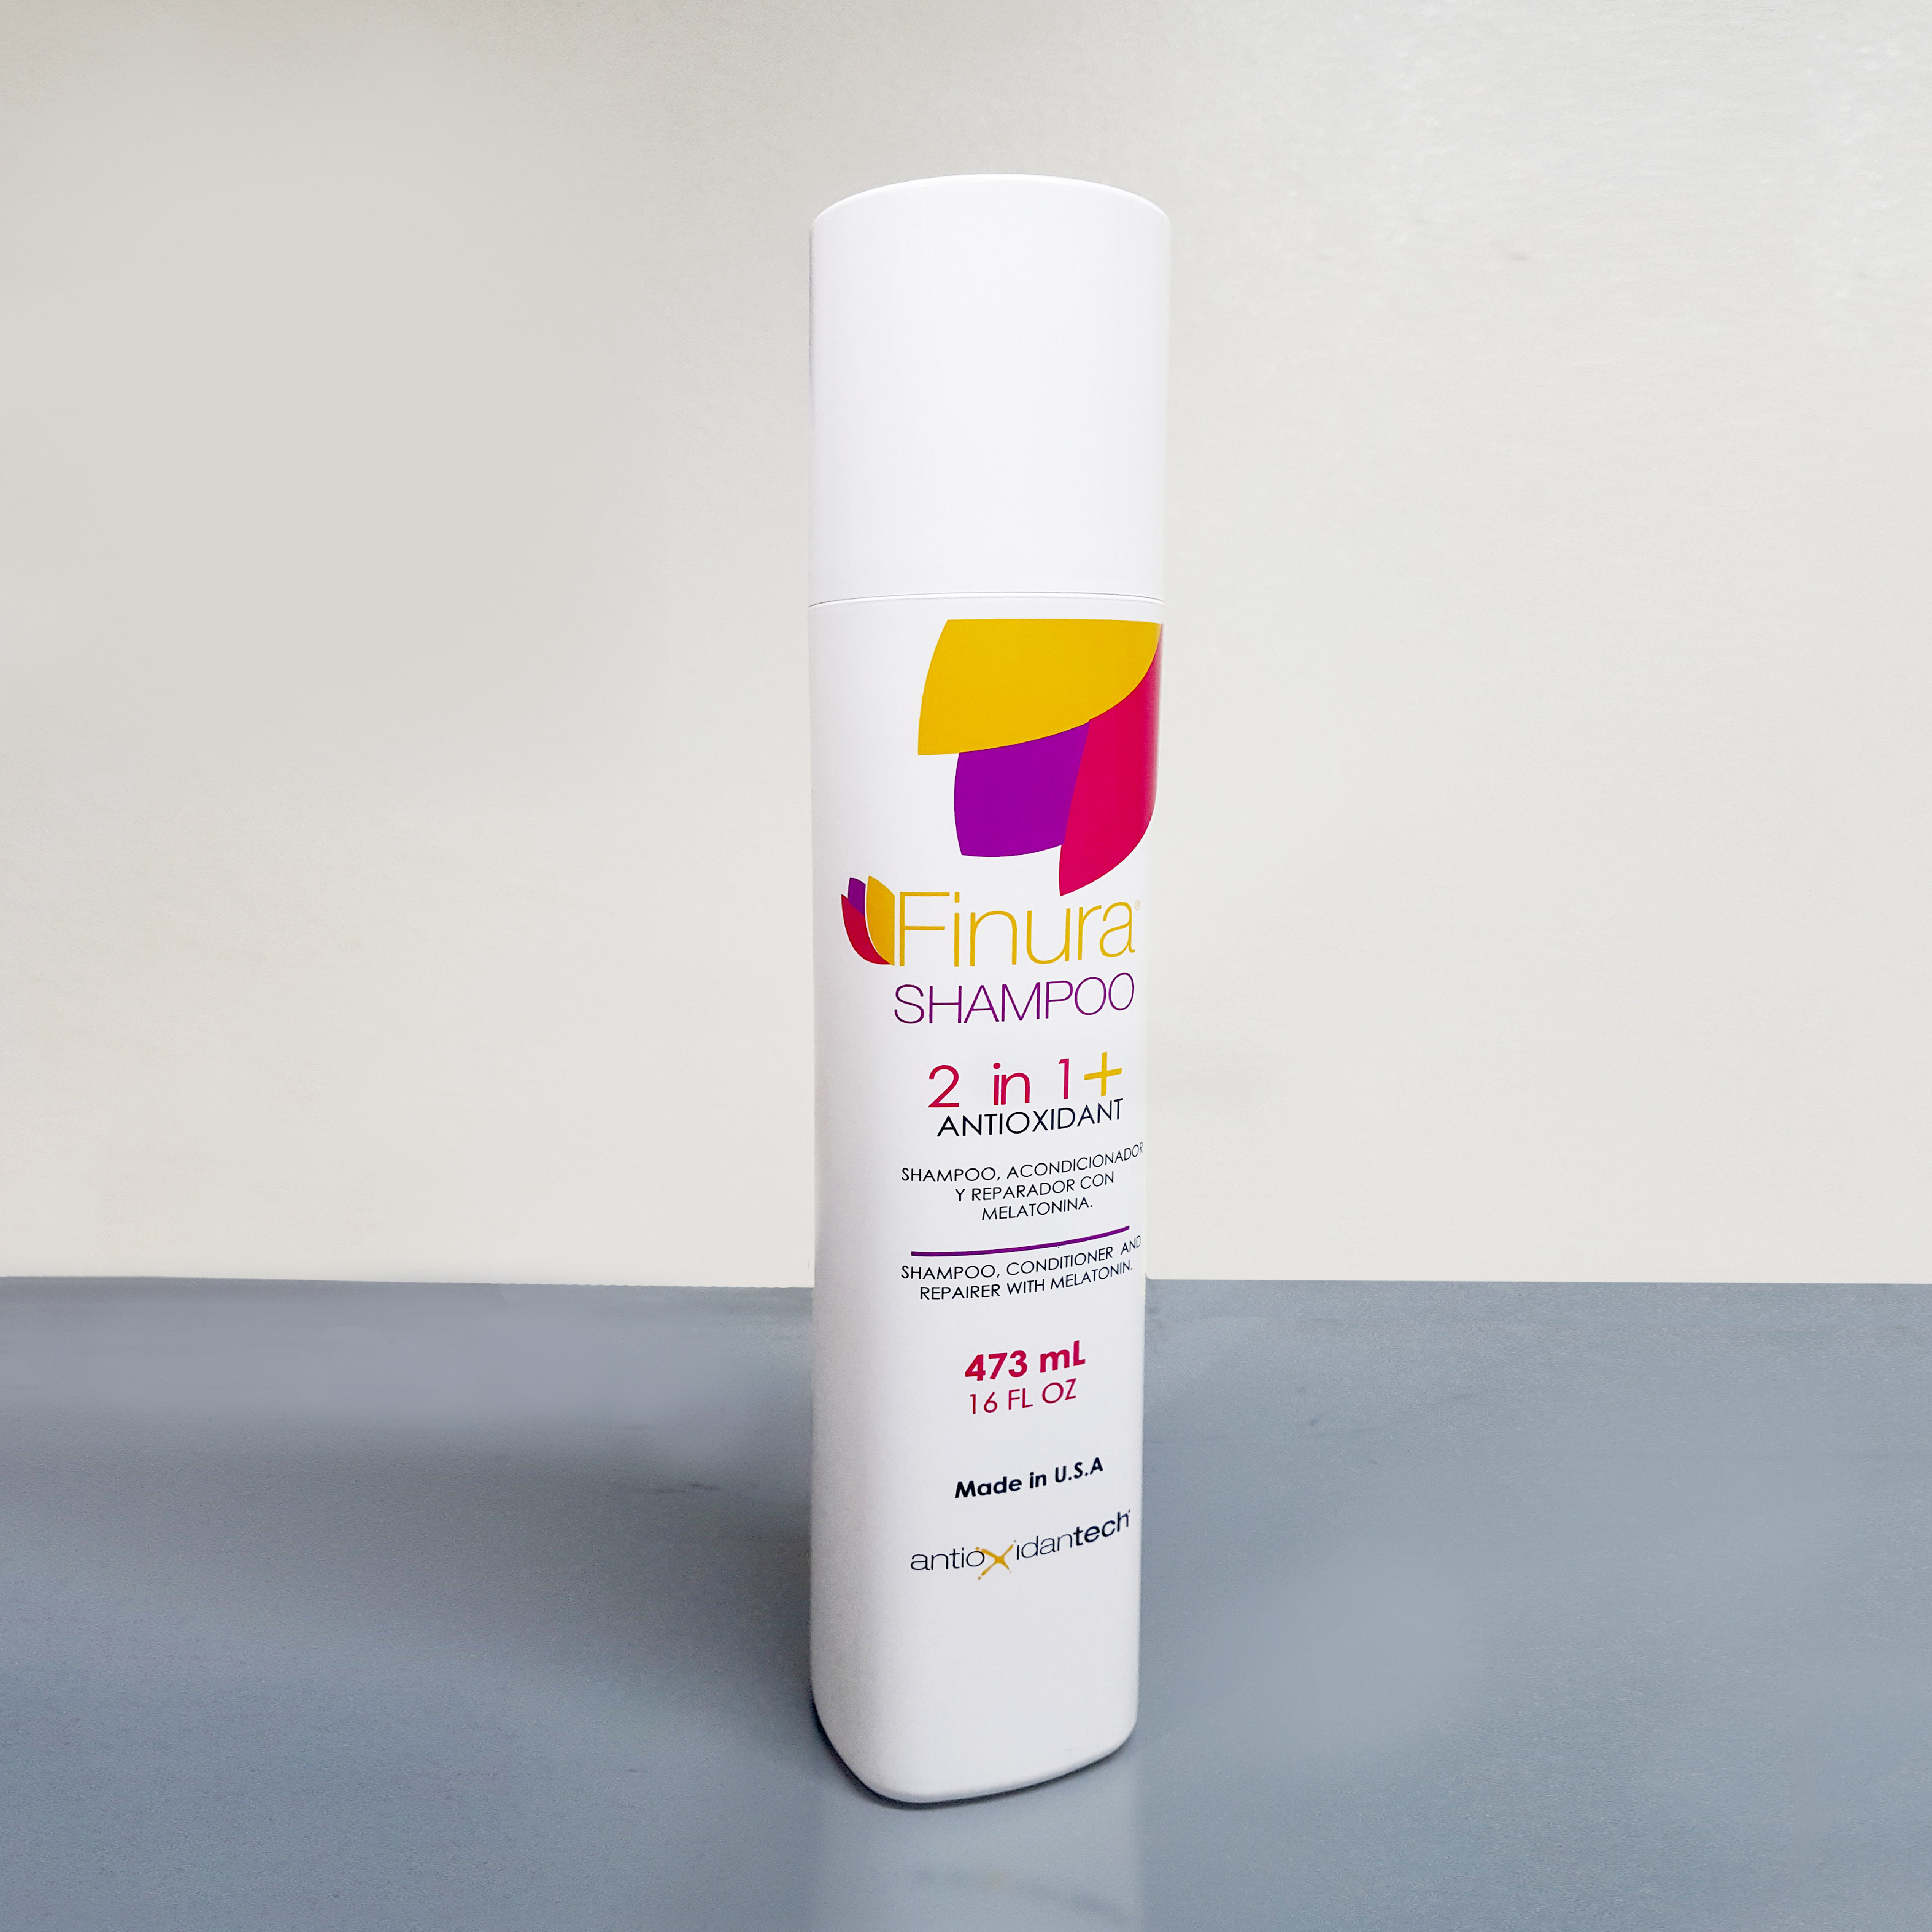 Finura®
SHAMPOO
2 in 1+
ANTIOXIDANT
SHAMPOO, ACONDICIONADOR
Y REPARADOR CON
MELATONINA.
SHAMPOO, CONDITIONER AND
REPAIRER WITH MELATONIN.
473 mL
16 FL OZ
Made in U.S.A
antioxidantech